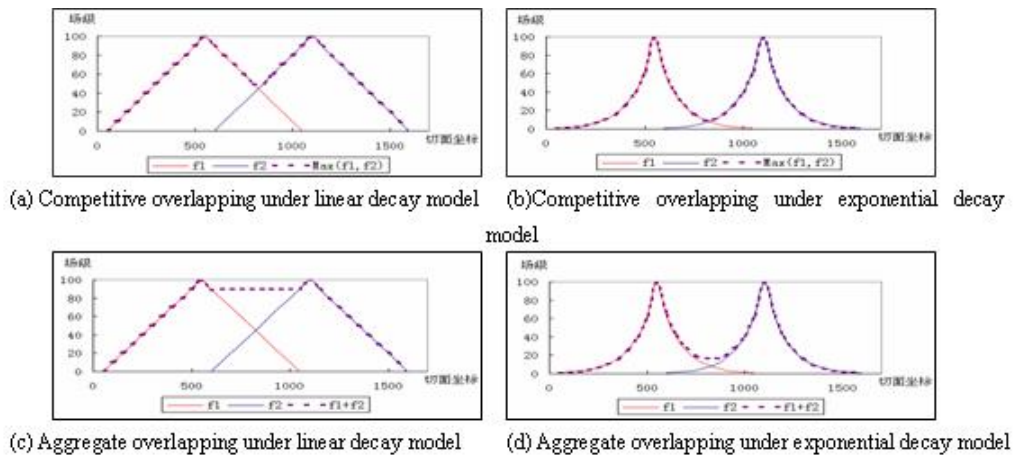 场级
100
80
60
40
20
0
0 500 1000 1500
切面坐标
f1 f2 Max(f1,f2)
(a) Competitive overlapping under linear decay model
场级
100
80
60
40
20
0
0 500 1000 1500
切面坐标
f1 f2 Max(f1,f2)
(b)Competitive overlapping under exponential decay
model
场级
100
80
60
40
20
0
0 500 1000 1500
切面坐标
f1 f2 f1+f2
(c) Aggregate overlapping under linear decay model
场级
100
80
60
40
20
0
0 500 1000 1500
切面坐标
f1 f2 f1+f2
(d) Aggregate overlapping under exponential decay model